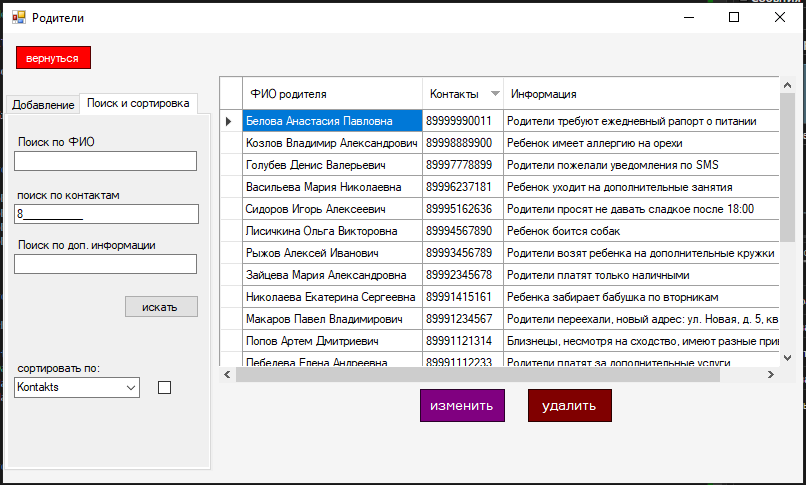 События
Родители
вернуться
Добавление
Поиск и сортировка
Поиск по ФИО
поиск по контактам
8__________
Поиск по доп. информации
искать
сортировать по:
Kontakts
ФИО родителя Контакты Информация
Белова Анастасия Павловна 89999990011 Родители требуют ежедневный рапорт о питании
Козлов Владимир Александрович 89998889900 Ребенок имеет аллергию на орехи
Голубев Денис Валерьевич 89997778899 Родители пожелали уведомления по SMS
Васильева Мария Николаевна 89996237181 Ребенок уходит на дополнительные занятия
Сидоров Игорь Алексеевич 89995162636 Родители просят не давать сладкое после 18:00
Лисичкина Ольга Викторовна 89994567890 Ребенок боится собак
Рыжов Алексей Иванович 89993456789 Родители возят ребенка на дополнительные кружки
Зайцева Мария Александровна 89992345678 Родители платят только наличными
Николаева Екатерина Сергеевна 89991415161 Ребенка забирает бабушка по вторникам
Макаров Павел Владимирович 89991234567 Родители переехали, новый адрес: ул. Новая, д. 5, кв
Попов Артем Дмитриевич 89991121314 Близнецы, несмотря на сходство, имеют разные при
Лебедева Елена Андреевна 89991112233 Родители платят за дополнительные услуги
изменить
удалить